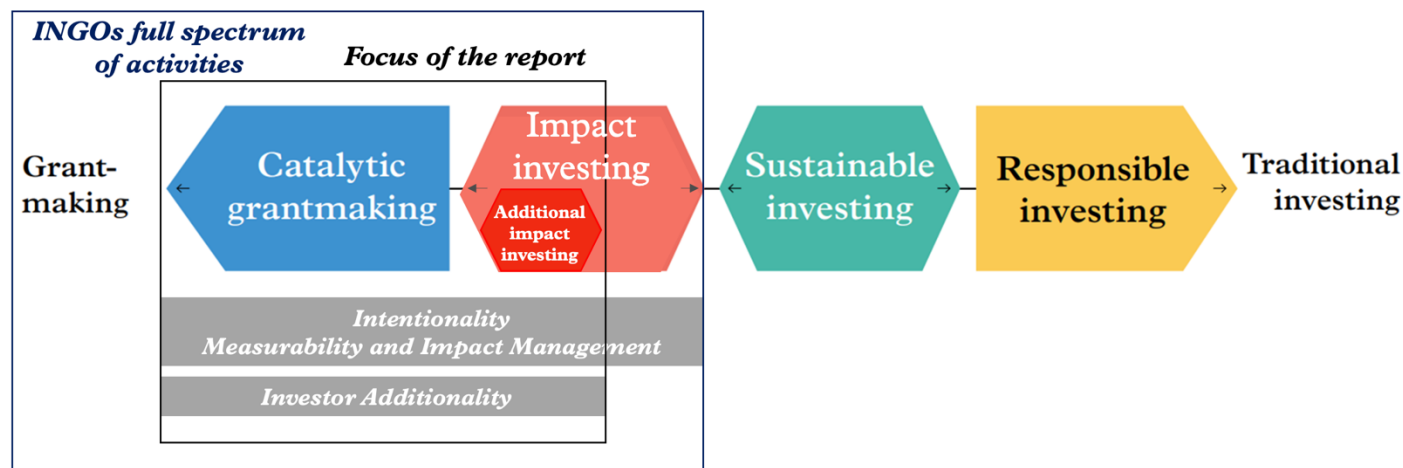 INGOs full spectrum
of activities
Focus of the report
Grant-
making
Catalytic
grantmaking
Impact
investing
Additional
impact
investing
Sustainable
investing
Responsible
investing
Traditional
investing
Intentionality
Measurability and Impact Management
Investor Additionality